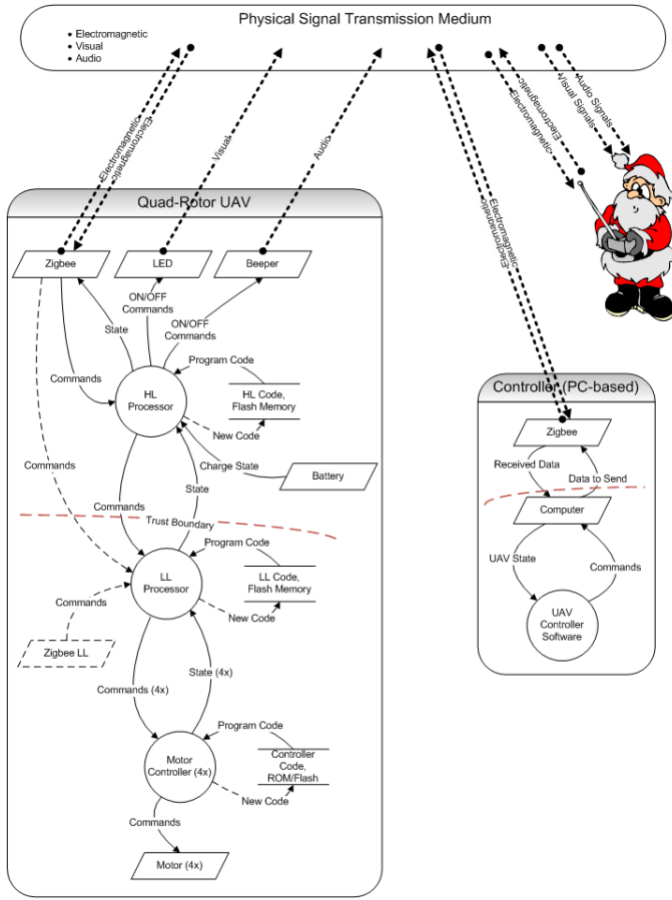 Physical Signal Transmission Medium
• Electromagnetic
• Visual
• Audio
Electromagnetic
Electromagnetic
Visual
Audio
Electromagnetic
Electromagnetic
Electromagnetic
Electromagnetic
Visual Signals
Audio Signals
Quad-Rotor UAV
Zigbee
LED
Beeper
ON/OFF
Commands
ON/OFF
Commands
State
Commands
Program Code
HL
Processor
HL Code,
Flash Memory
New Code
Charge State
Battery
Commands
State
Commands
Trust Boundary
Program Code
LL
Processor
LL Code,
Flash Memory
New Code
Commands
Zigbee LL
State (4x)
Commands (4x)
Program Code
Motor
Controller (4x)
Controller
Code,
ROM/Flash
New Code
Commands
Motor (4x)
Controller (PC-based)
Zigbee
Received Data
Data to Send
Computer
UAV State
Commands
UAV
Controller
Software